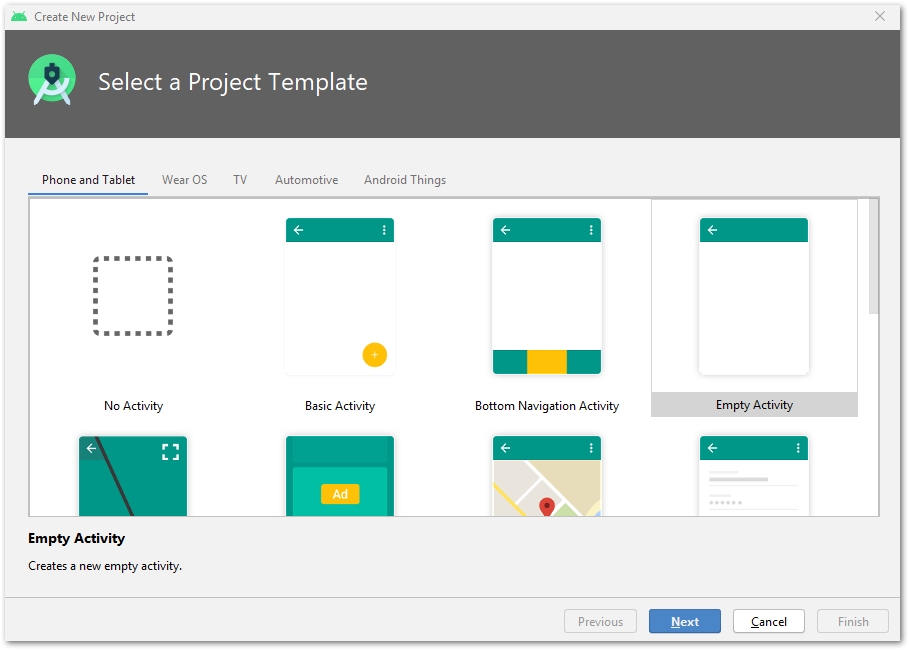 Create New Project
Select a Project Template
Phone and Tablet Wear OS TV Automotive Android Things
No Activity Basic Activity Bottom Navigation Activity Empty Activity
Ad
Empty Activity
Creates a new empty activity.
Previous Next Cancel Finish